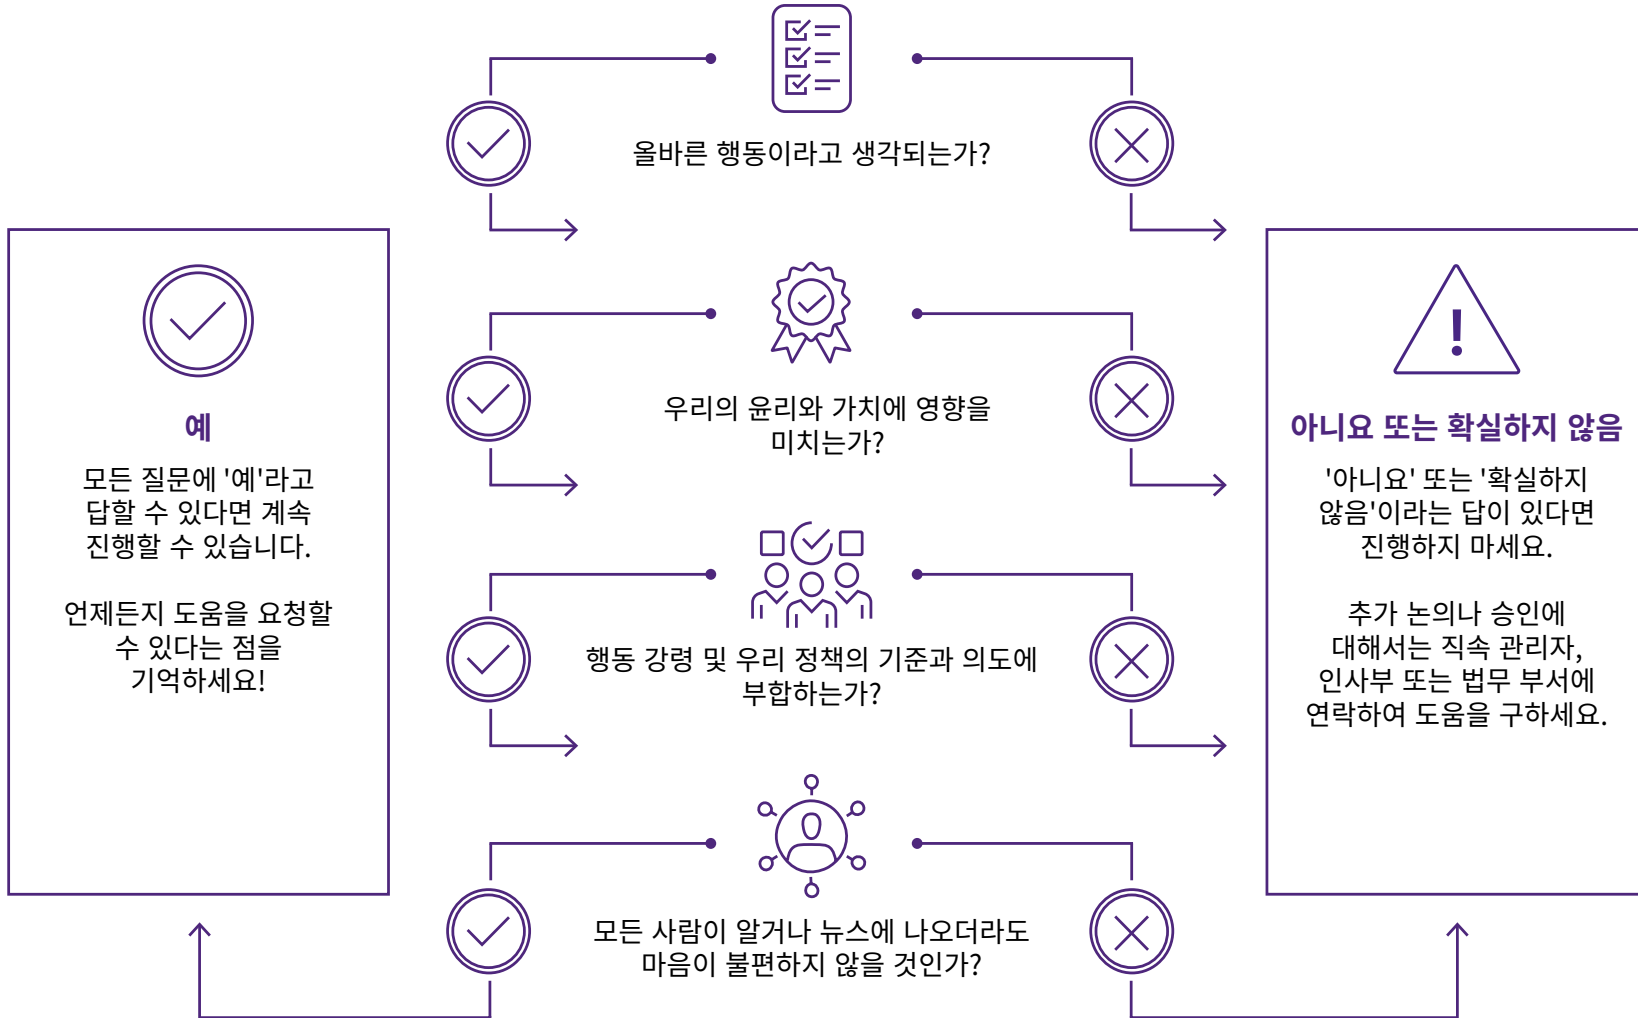 올바른 행동이라고 생각되는가?
예
모든 질문에 '예'라고
답할 수 있다면 계속
진행할 수 있습니다.
언제든지 도움을 요청할
수 있다는 점을
기억하세요!
우리의 윤리와 가치에 영향을
미치는가?
행동 강령 및 우리 정책의 기준과 의도에
부합하는가?
모든 사람이 알거나 뉴스에 나오더라도
마음이 불편하지 않을 것인가?
아니요 또는 확실하지 않음
'아니요' 또는 '확실하지
않음'이라는 답이 있다면
진행하지 마세요.
추가 논의나 승인에
대해서는 직속 관리자,
인사부 또는 법무 부서에
연락하여 도움을 구하세요.